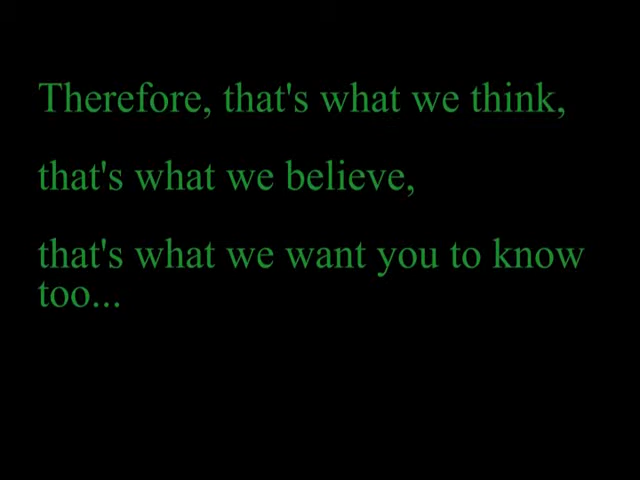 Therefore, that's what we think,
that's what we believe,
that's what we want you to know
too...